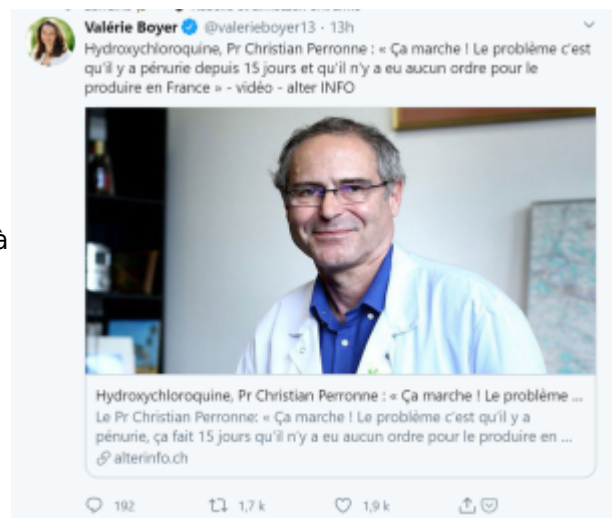 Valérie Boyer @valerieboyer13 · 13h
Hydroxychloroquine, Pr Christian Perronne : « Ça marche ! Le problème c'est
qu'il y a pénurie depuis 15 jours et qu'il n'y a eu aucun ordre pour le
produire en France » - vidéo - alter INFO
à
Hydroxychloroquine, Pr Christian Perronne : « Ça marche ! Le problème ...
Le Pr Christian Perronne: « Ça marche ! Le problème c'est qu'il y a
pénurie, ça fait 15 jours qu'il n'y a eu aucun ordre pour le produire en ...
alterinfo.ch
192 1,7 k 1,9 k